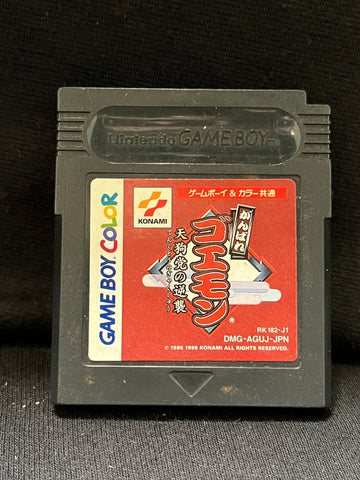 Nintendo GAME BOY
GAME BOY COLOR
KONAMI
ゲームボーイ & カラー共通
がんばれ
ゴエモン®
天狗党の逆襲
RK182-J1
DMG-AGUJ-JPN
© 1986 1998 KONAMI ALL RIGHTS RESERVED.